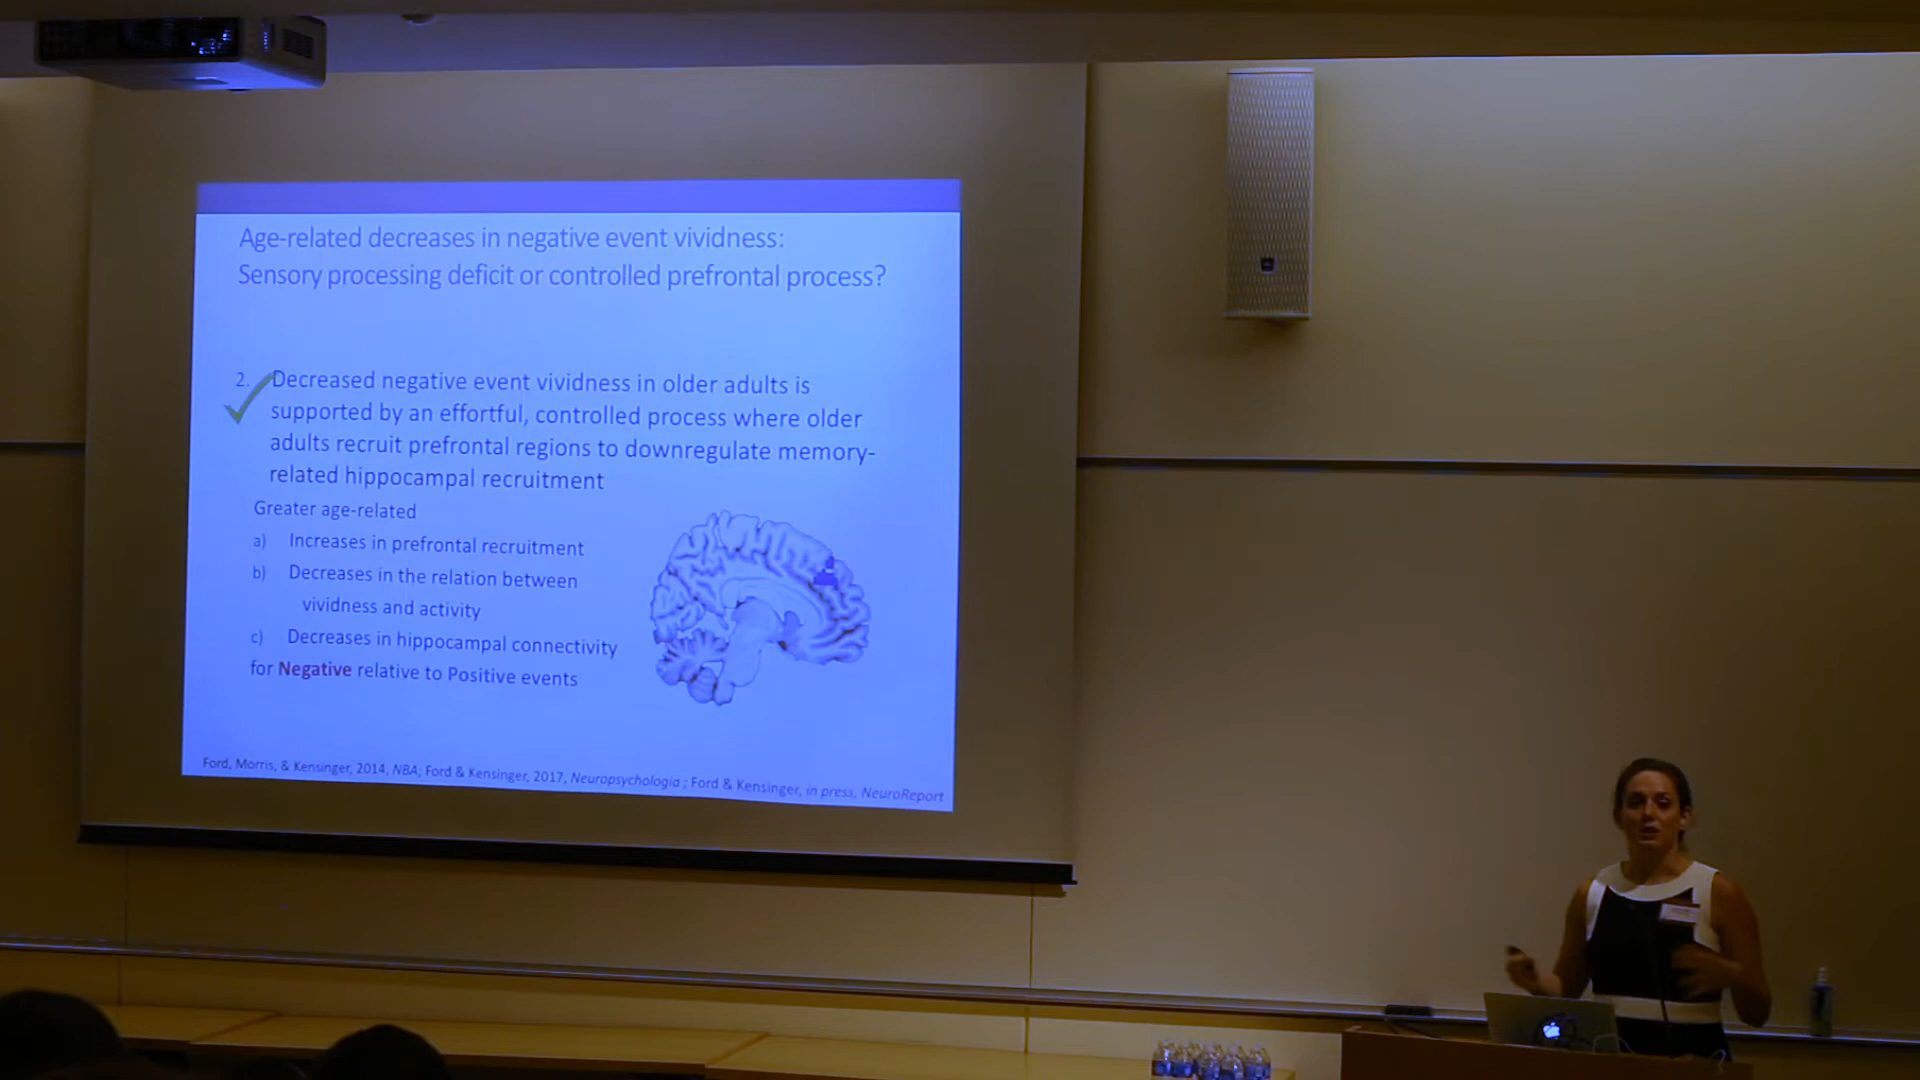 Age-related decreases in negative event vividness:
Sensory processing deficit or controlled prefrontal process?
2. Decreased negative event vividness in older adults is
supported by an effortful, controlled process where older
adults recruit prefrontal regions to downregulate memory-
related hippocampal recruitment
Greater age-related
a) Increases in prefrontal recruitment
b) Decreases in the relation between
vividness and activity
c) Decreases in hippocampal connectivity
for Negative relative to Positive events
Ford, Morris, & Kensinger, 2014, NBA; Ford & Kensinger, 2017, Neuropsychologia ; Ford & Kensinger, in press, NeuroReport